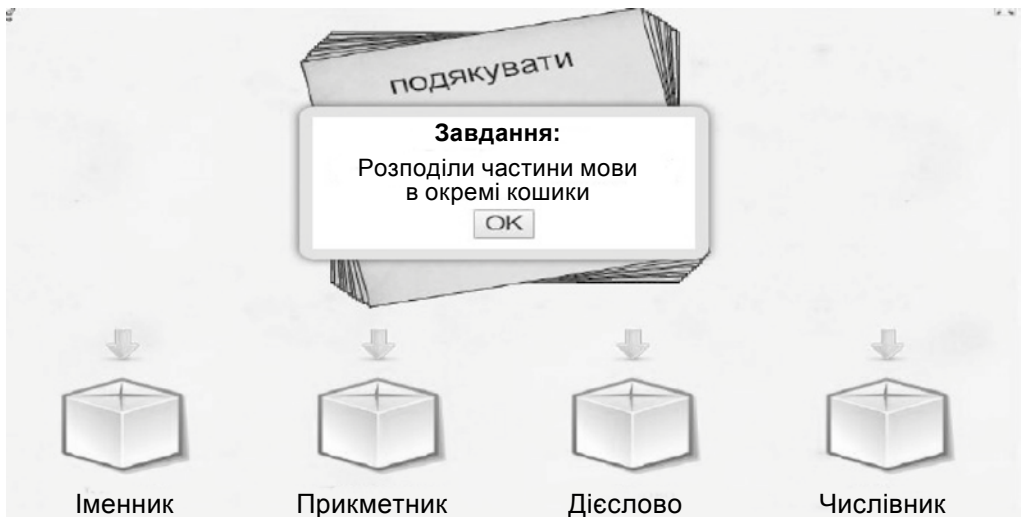 подякувати
Завдання:
Розподіли частини мови
в окремі кошики
OK
Іменник Прикметник Дієслово Числівник